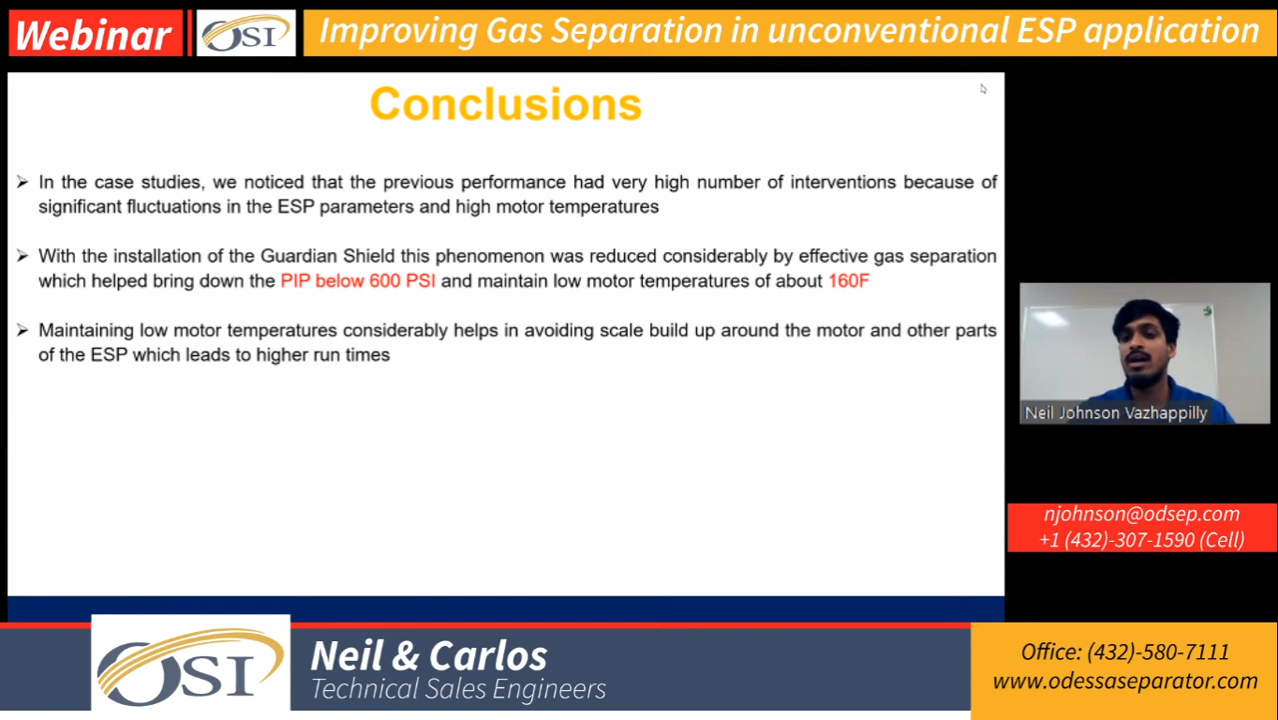 Webinar
OSI
Improving Gas Separation in unconventional ESP application
Conclusions
➢ In the case studies, we noticed that the previous performance had very high number of interventions because of
significant fluctuations in the ESP parameters and high motor temperatures
➢ With the installation of the Guardian Shield this phenomenon was reduced considerably by effective gas separation
which helped bring down the PIP below 600 PSI and maintain low motor temperatures of about 160F
➢ Maintaining low motor temperatures considerably helps in avoiding scale build up around the motor and other parts
of the ESP which leads to higher run times
Neil Johnson Vazhappilly
njohnson@odsep.com
+1 (432)-307-1590 (Cell)
OSI
Neil & Carlos
Technical Sales Engineers
Office: (432)-580-7111
www.odessaseparator.com